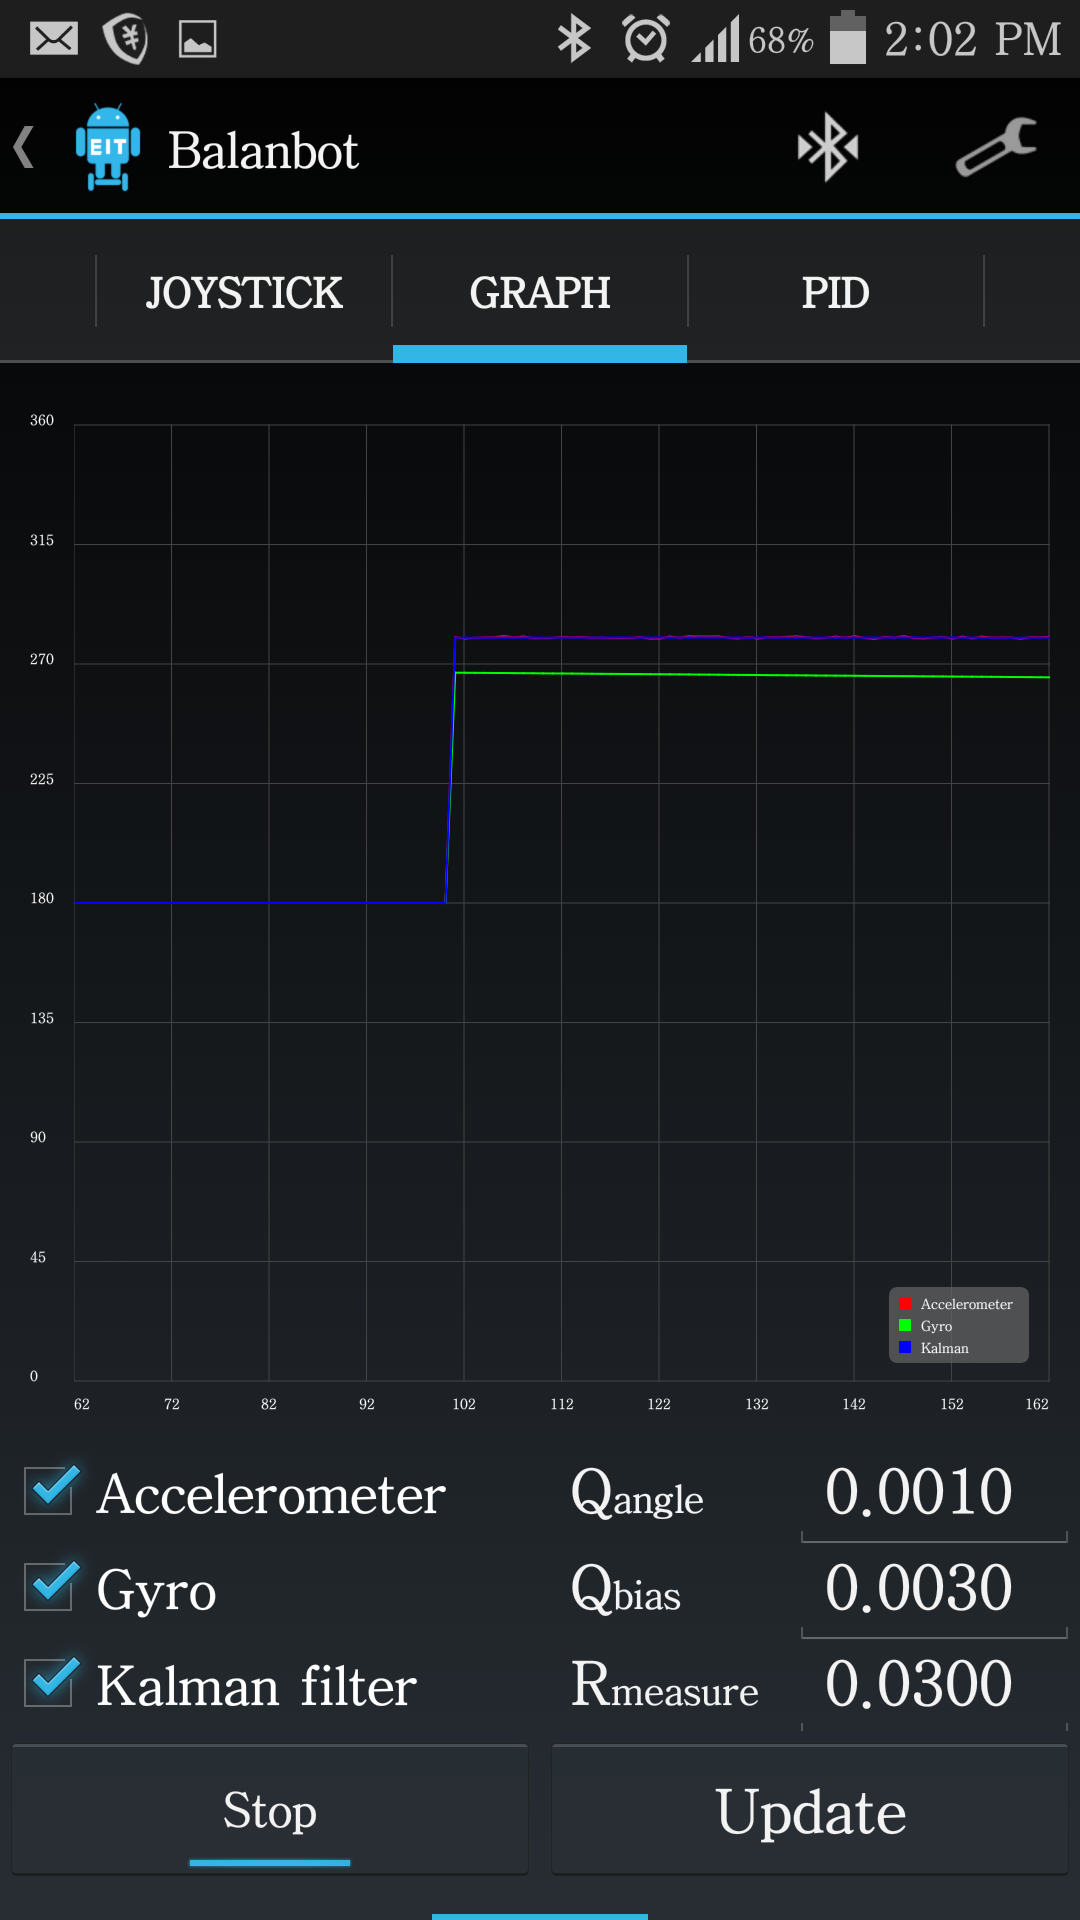 68% 2:02 PM
EIT Balanbot
JOYSTICK GRAPH PID
360
315
270
225
180
135
90
45
0
Accelerometer
Gyro
Kalman
62 72 82 92 102 112 122 132 142 152 162
Accelerometer Qangle 0.0010
Gyro Qbias 0.0030
Kalman filter Rmeasure 0.0300
Stop Update